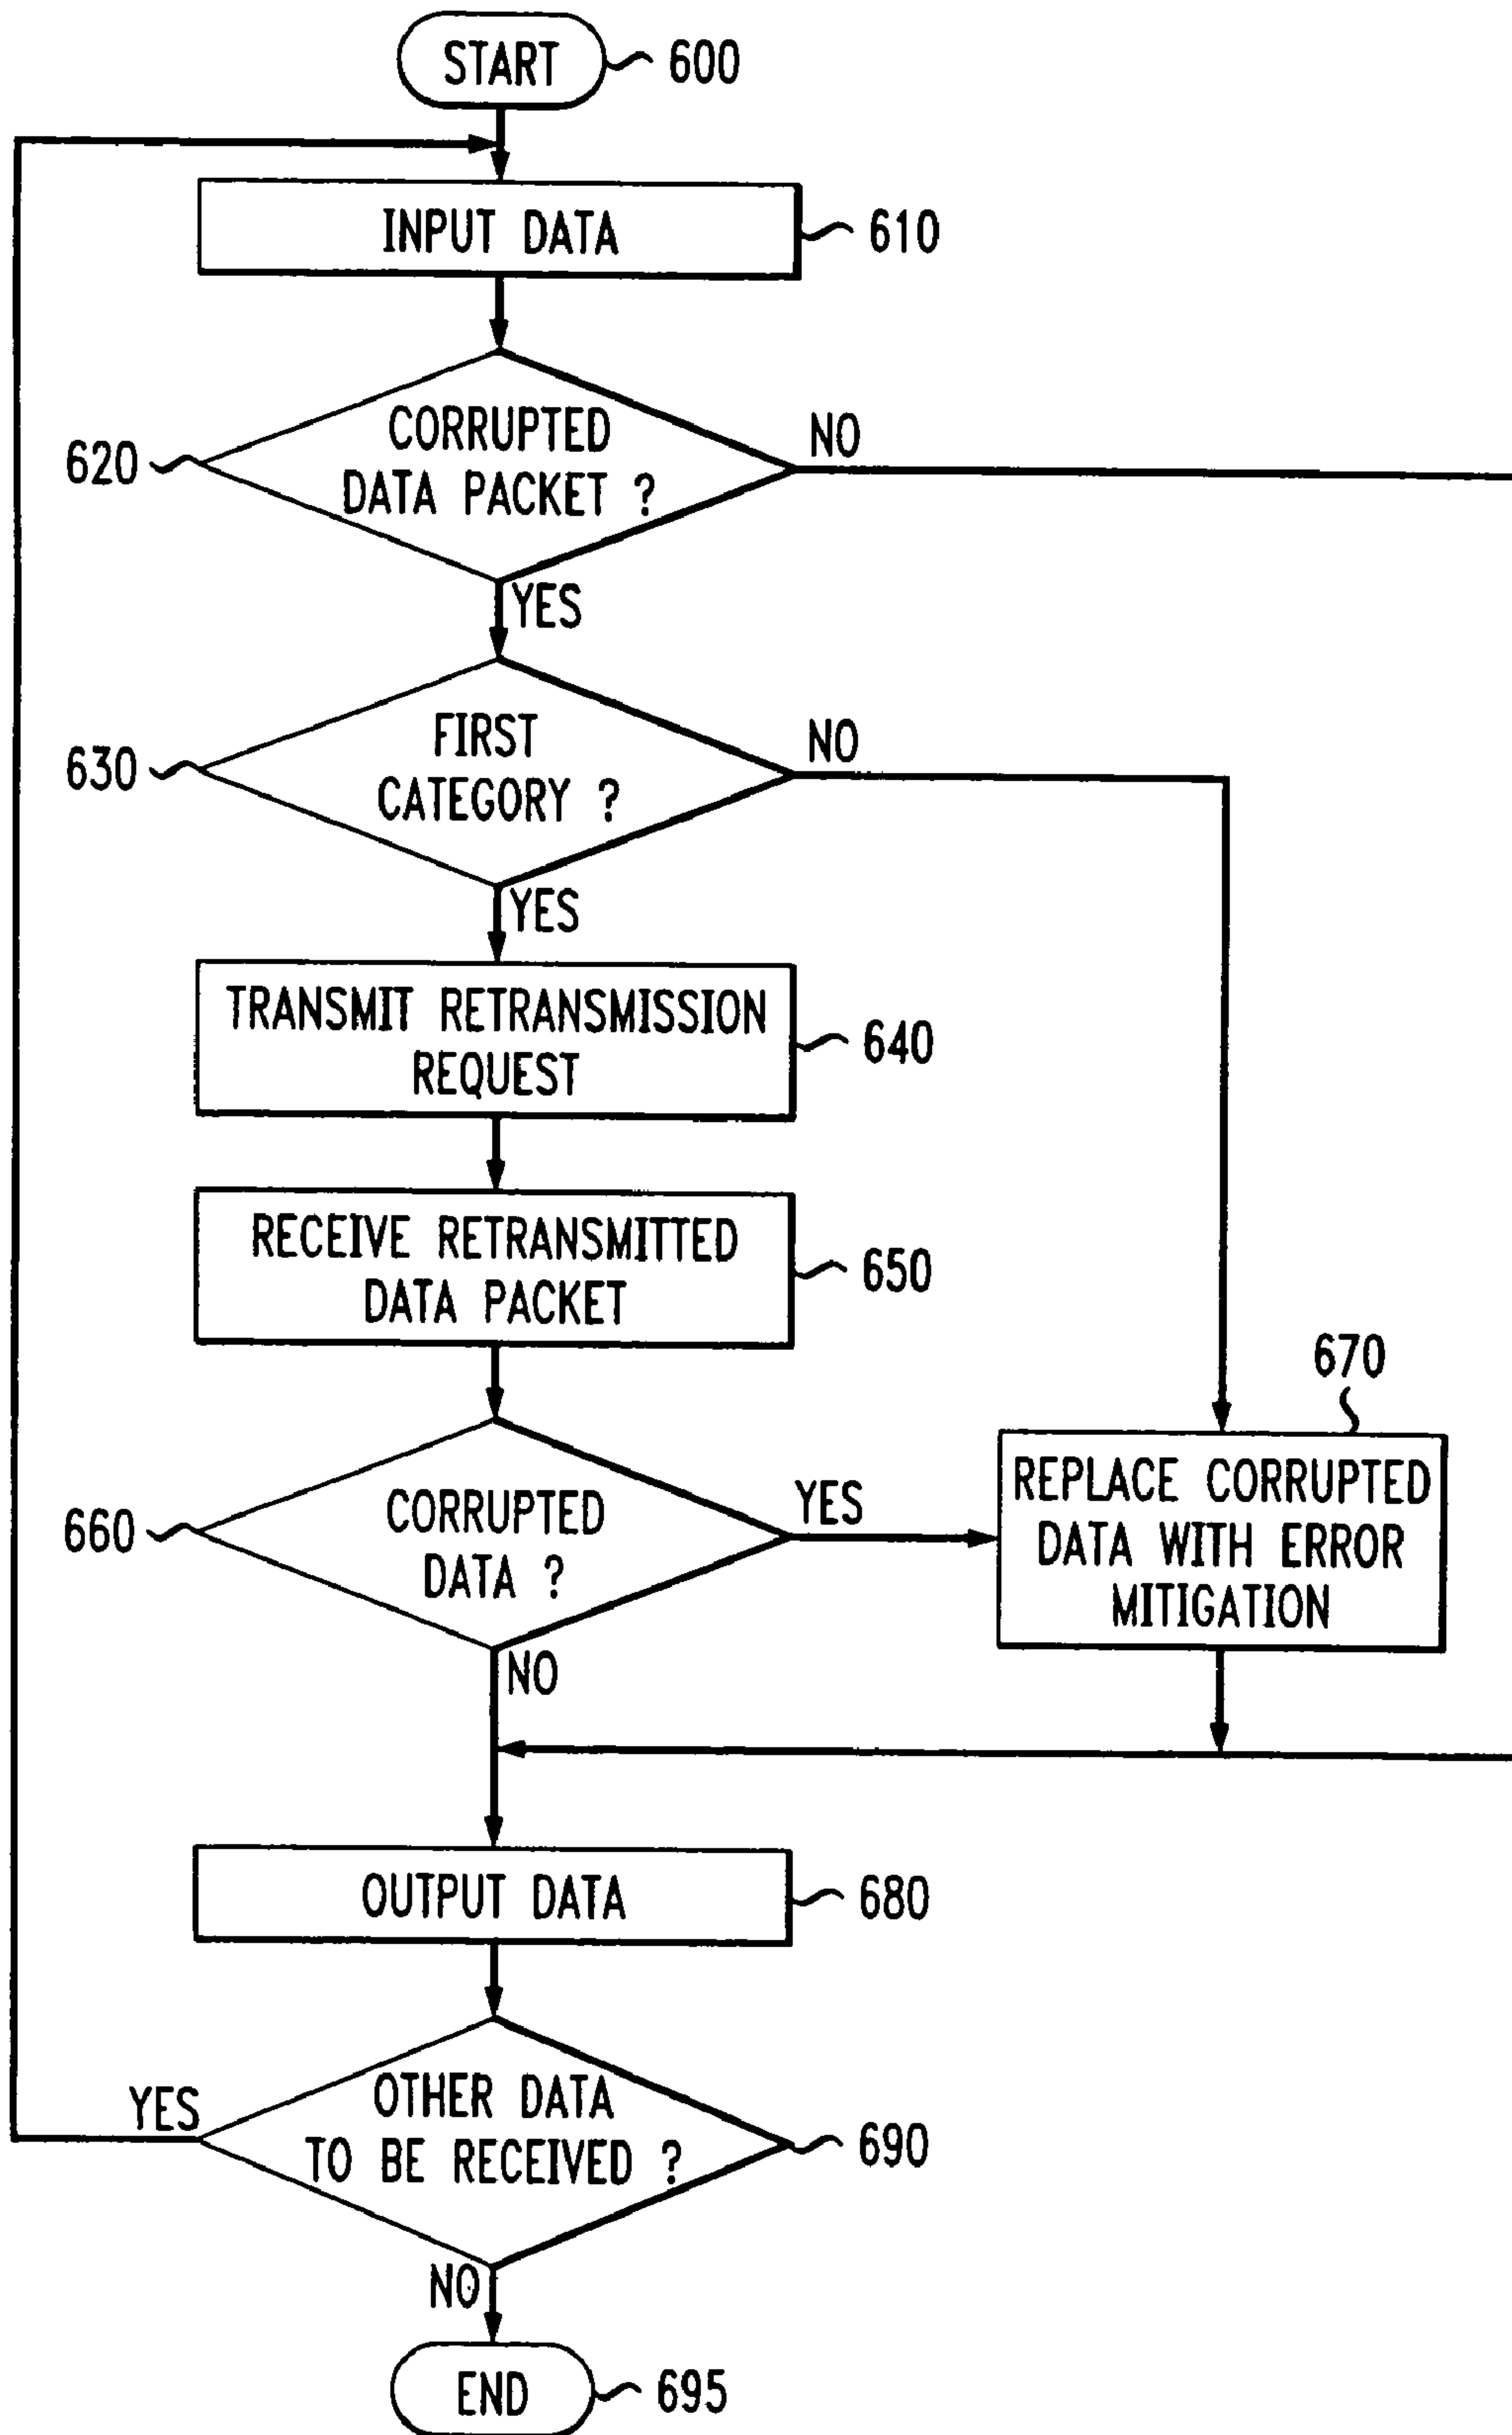 START
600
INPUT DATA
610
CORRUPTED
DATA PACKET ?
620
NO
YES
FIRST
CATEGORY ?
630
NO
YES
TRANSMIT RETRANSMISSION
REQUEST
640
RECEIVE RETRANSMITTED
DATA PACKET
650
670
CORRUPTED
DATA ?
660
YES
REPLACE CORRUPTED
DATA WITH ERROR
MITIGATION
NO
OUTPUT DATA
680
OTHER DATA
TO BE RECEIVED ?
YES
690
NO
END
695